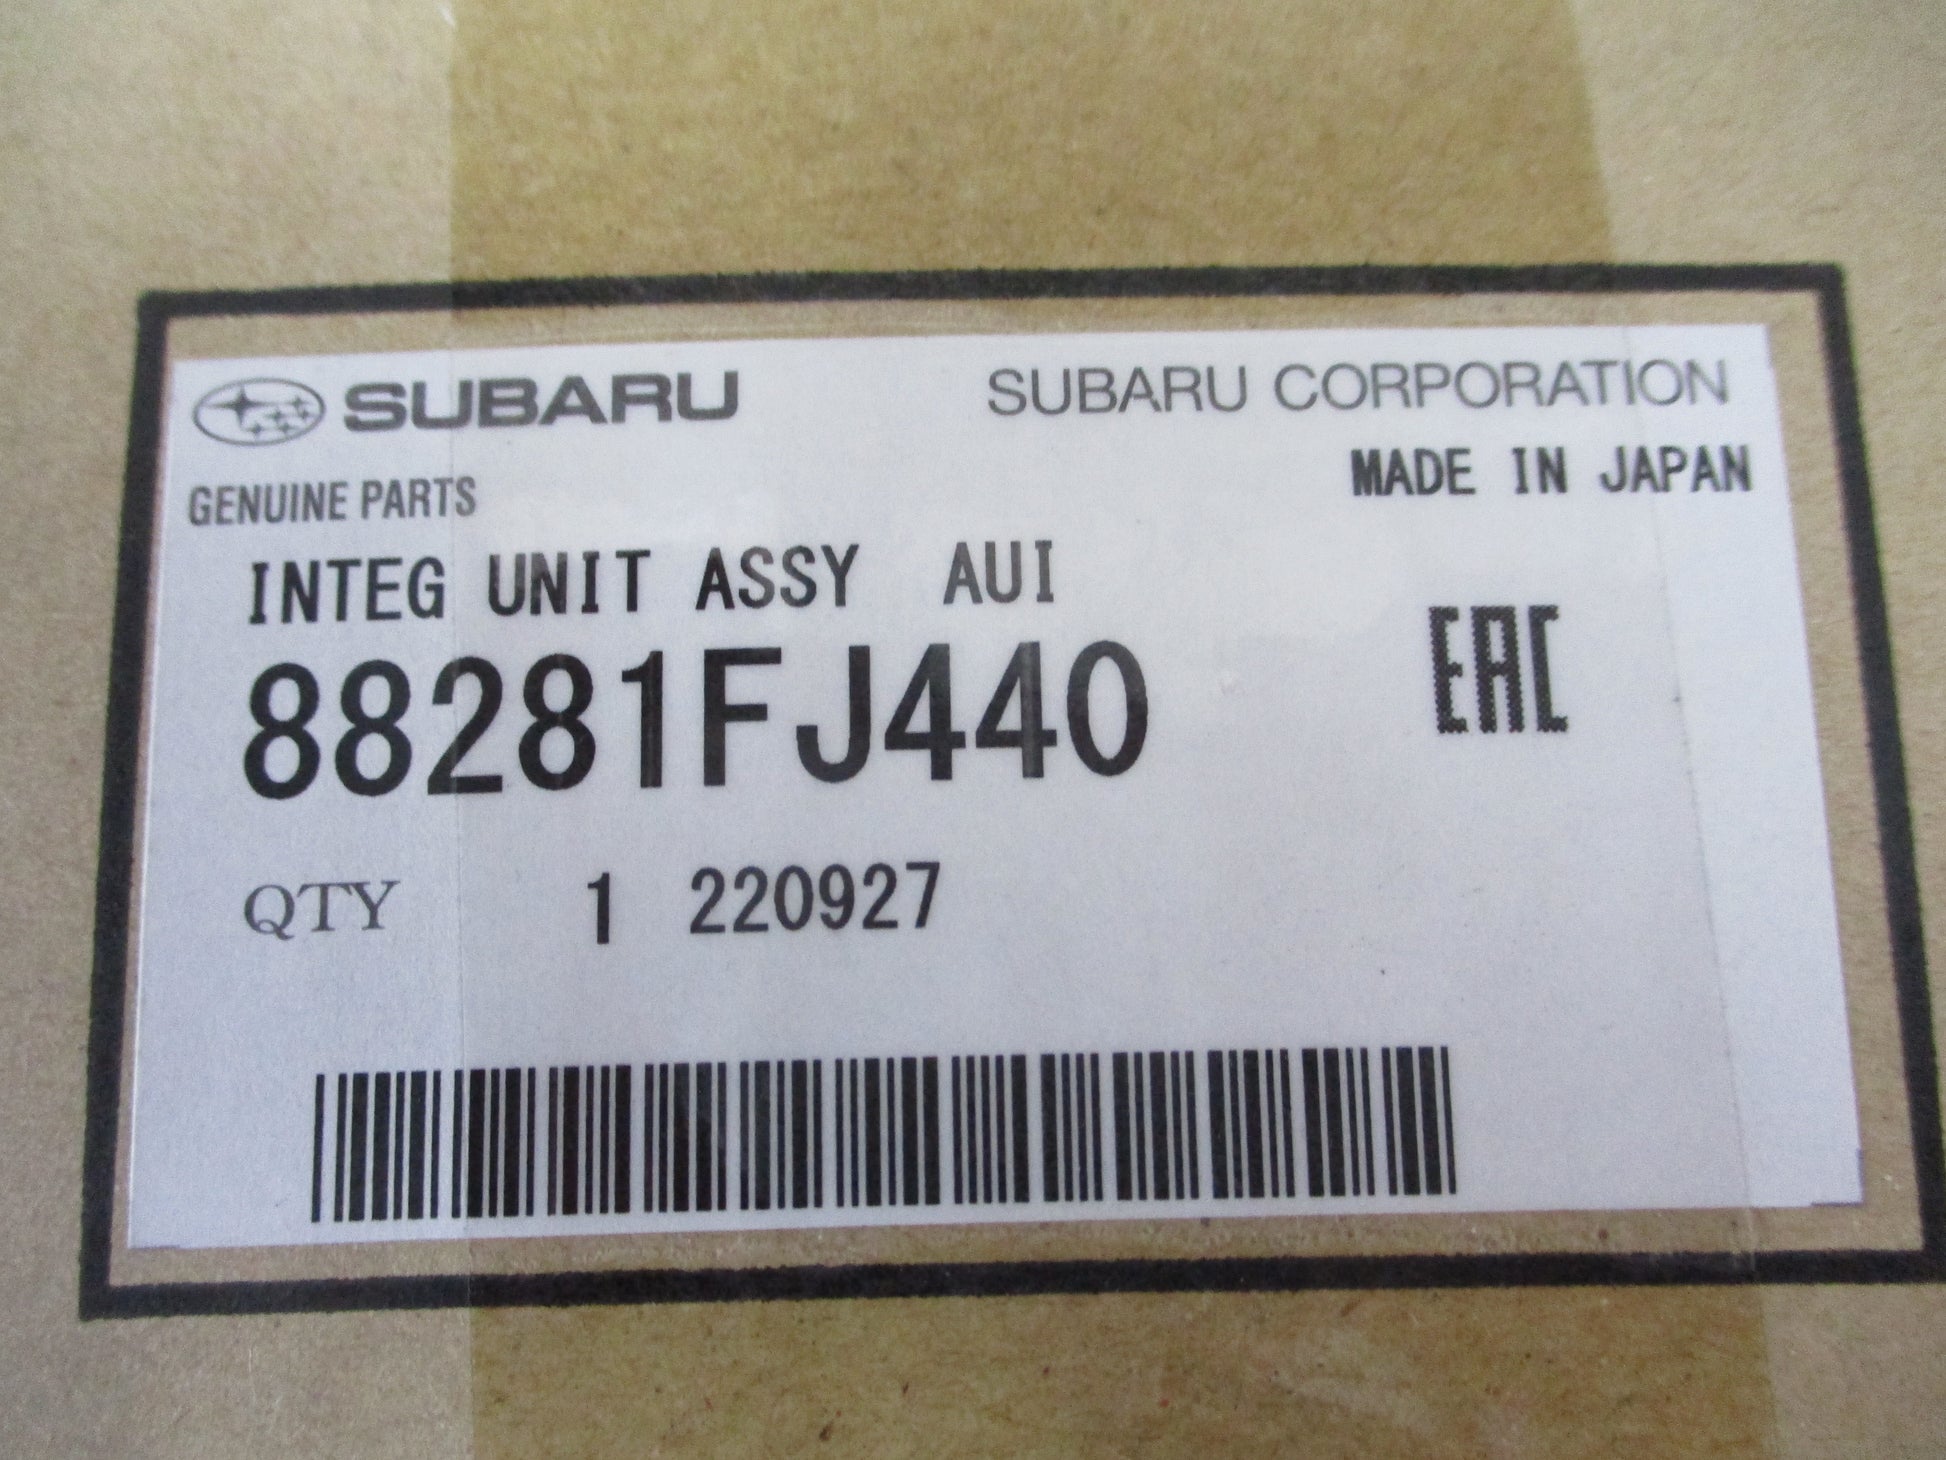 SUBARU SUBARU CORPORATION
MADE IN JAPAN
GENUINE PARTS
INTEG UNIT ASSY AUI
88281FJ440
EAC
QTY 1 220927